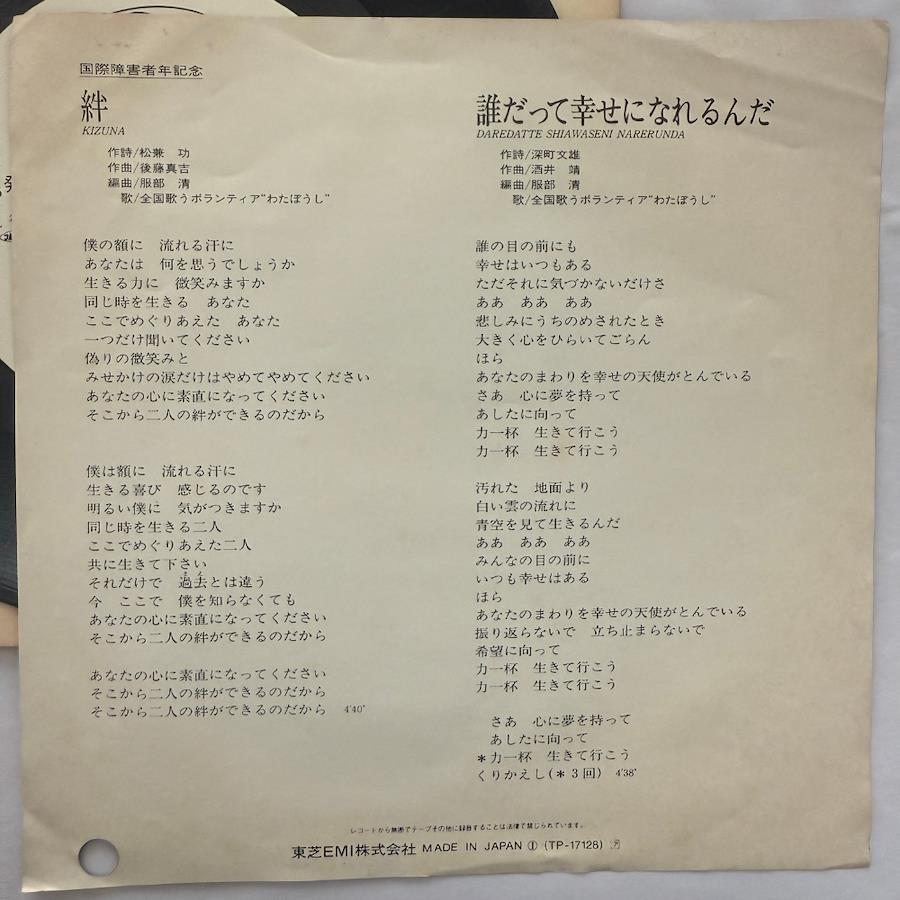 国際障害者年記念
絆
KIZUNA
作詩/松兼 功
作曲/後藤真吉
編曲/服部 清
歌/全国歌うボランティア“わたぼうし”
僕の額に 流れる汗に
あなたは 何を思うでしょうか
生きる力に 微笑みますか
同じ時を生きる あなた
ここでめぐりあえた あなた
一つだけ聞いてください
偽りの微笑みと
みせかけの涙だけはやめてやめてください
あなたの心に素直になってください
そこから二人の絆ができるのだから
僕は額に 流れる汗に
生きる喜び 感じるのです
明るい僕に 気がつきますか
同じ時を生きる二人
ここでめぐりあえた二人
共に生きて下さい
それだけで 過去とは違う
今 ここで 僕を知らなくても
あなたの心に素直になってください
そこから二人の絆ができるのだから
あなたの心に素直になってください
そこから二人の絆ができるのだから
そこから二人の絆ができるのだから 4'40"
誰だって幸せになれるんだ
DAREDATTE SHIAWASENI NARERUNDA
作詩/深町文雄
作曲/酒井 靖
編曲/服部 清
歌/全国歌うボランティア“わたぼうし”
誰の目の前にも
幸せはいつもある
ただそれに気づかないだけさ
ああ ああ ああ
悲しみにうちのめされたとき
大きく心をひらいてごらん
ほら
あなたのまわりを幸せの天使がとんでいる
さあ 心に夢を持って
あしたに向って
力一杯 生きて行こう
力一杯 生きて行こう
汚れた 地面より
白い雲の流れに
青空を見て生きるんだ
ああ ああ ああ
みんなの目の前に
いつも幸せはある
ほら
あなたのまわりを幸せの天使がとんでいる
振り返らないで 立ち止まらないで
希望に向って
力一杯 生きて行こう
力一杯 生きて行こう
さあ 心に夢を持って
あしたに向って
*力一杯 生きて行こう
くりかえし(*3回) 4'38"
レコードから無断でテープその他に録音することは法律で禁じられています。
東芝EMI株式会社 MADE IN JAPAN Ⓘ (TP-17128) ㋐